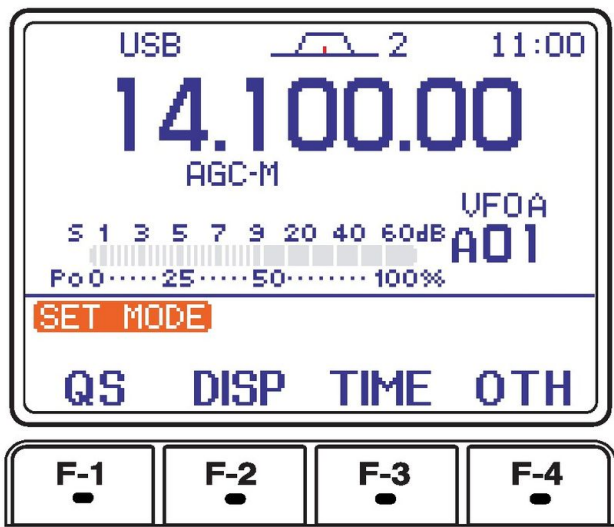 USB 2 11:00
14.100.00
AGC-M
VFOA
S 1 3 5 7 9 20 40 60dB A01
Po 0·····25·····50········100%
SET MODE
QS DISP TIME OTH
F-1 F-2 F-3 F-4